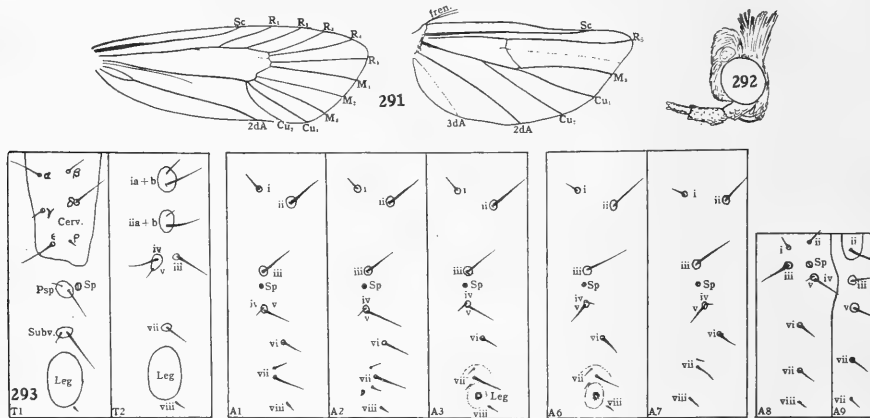 Sc R₁ R₂ R₃ R₄ R₅ M₁ M₂ M₃ Cu₁ Cu₂ 2dA
291
fren. Sc R₅ M₃ Cu₁ Cu₂ 2dA 3dA
292
α β γ δ ε ρ Cerv. Psp Sp Subv. Leg
293
T1
ia+b iia+b iv v iii vii Leg viii
T2
i ii iii Sp iv v vi vii viii
A1
i ii iii Sp iv v vi vii viii
A2
i ii iii Sp iv v vi vii Leg viii
A3
i ii iii Sp iv v vi vii viii
A6
i ii iii Sp iv v vi vii viii
A7
i ii iii Sp iv v vi vii viii
A8
ii iii v vii vii
A9